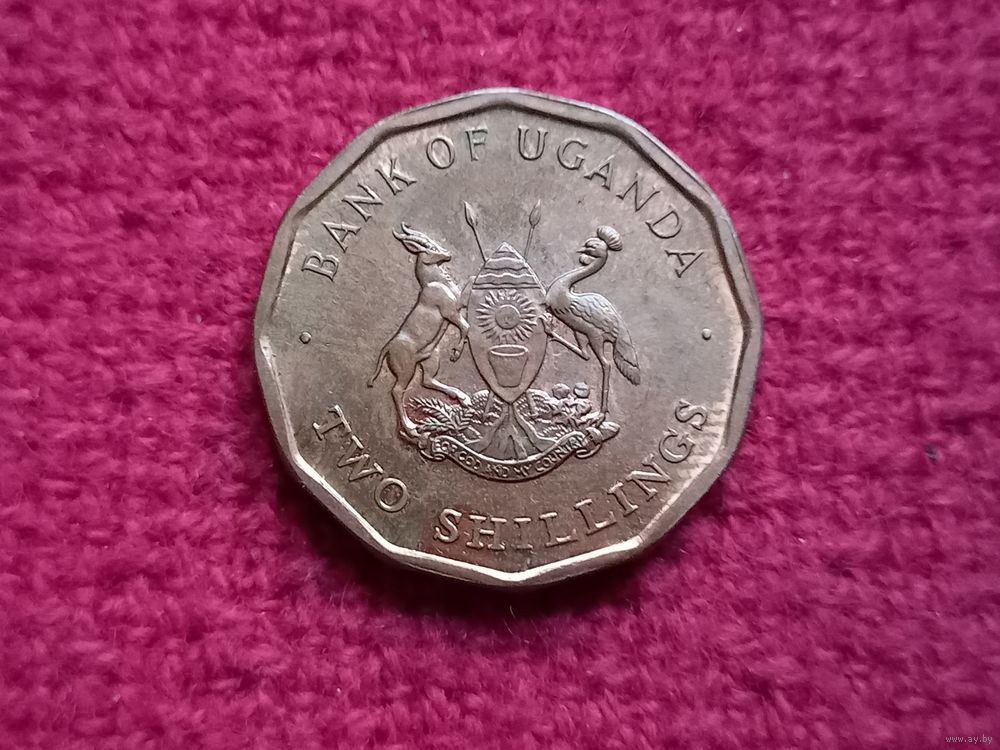 BANK OF UGANDA
FOR GOD AND MY COUNTRY
TWO SHILLINGS
www.ay.by